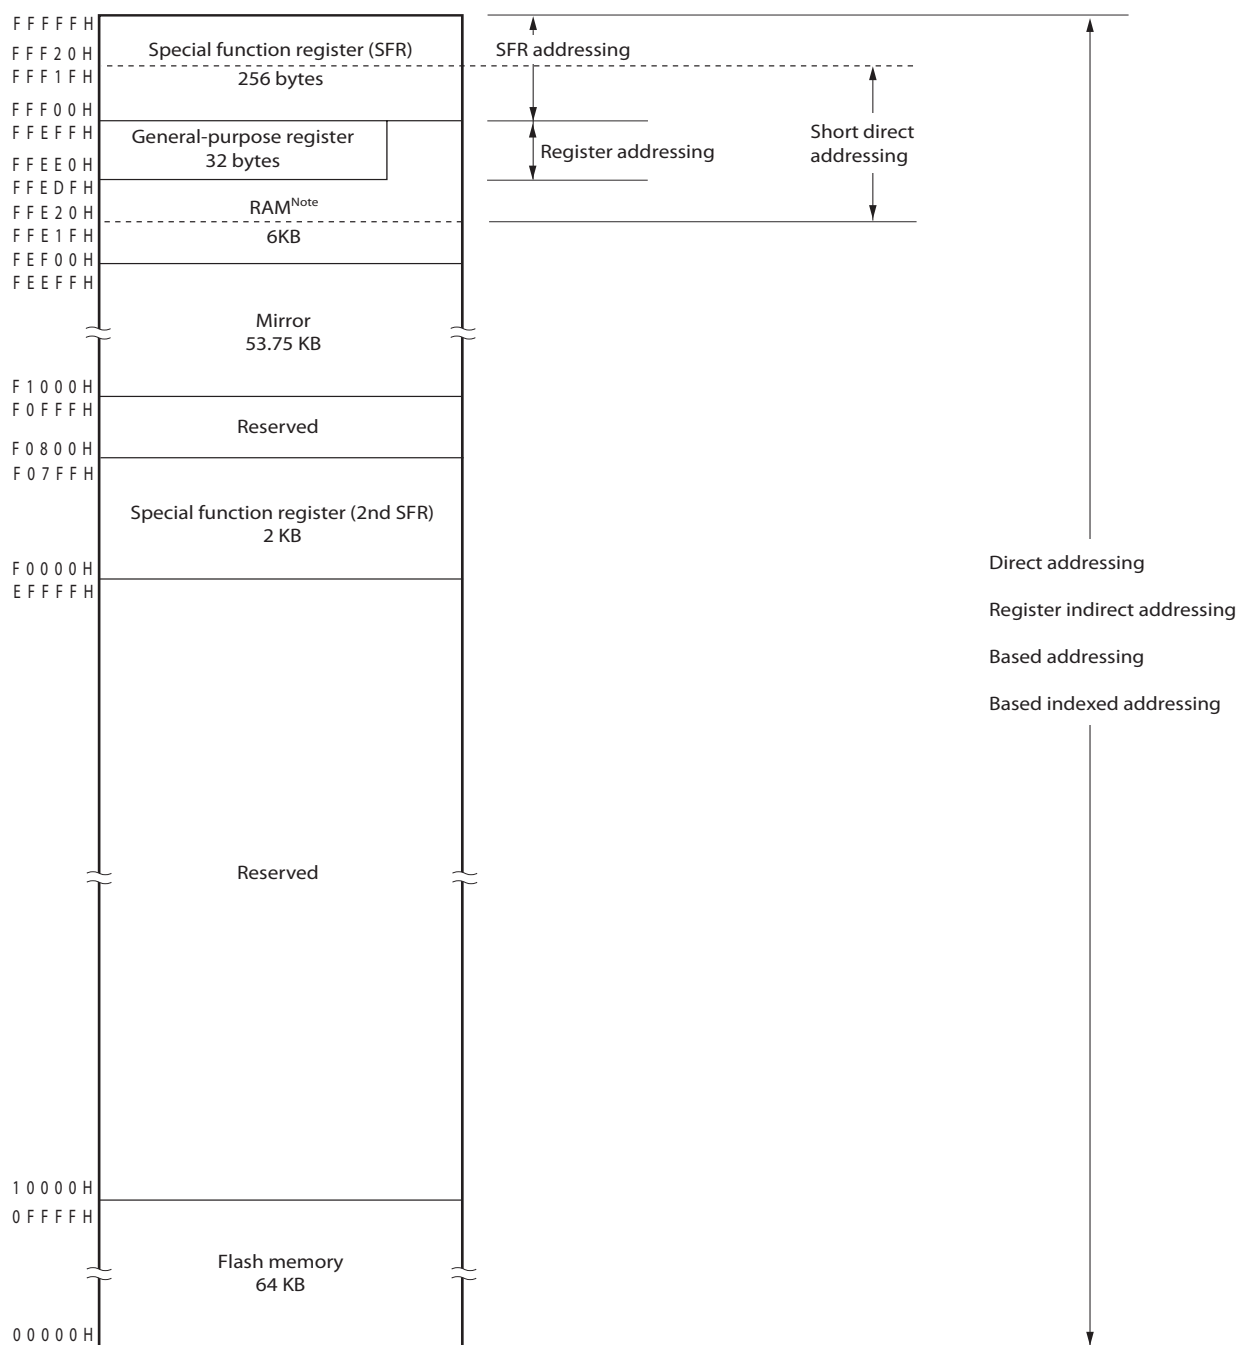 FFFFFH
FFF20H
FFF1FH
FFF00H
FFEFFH
FFEE0H
FFEDFH
FFE20H
FFE1FH
FEF00H
FEEFFH
F1000H
F0FFFH
F0800H
F07FFH
F0000H
EFFFFH
10000H
0FFFFH
00000H
Special function register (SFR)
256 bytes
General-purpose register
32 bytes
RAMNote
6KB
Mirror
53.75 KB
Reserved
Special function register (2nd SFR)
2 KB
Reserved
Flash memory
64 KB
SFR addressing
Register addressing
Short direct
addressing
Direct addressing
Register indirect addressing
Based addressing
Based indexed addressing